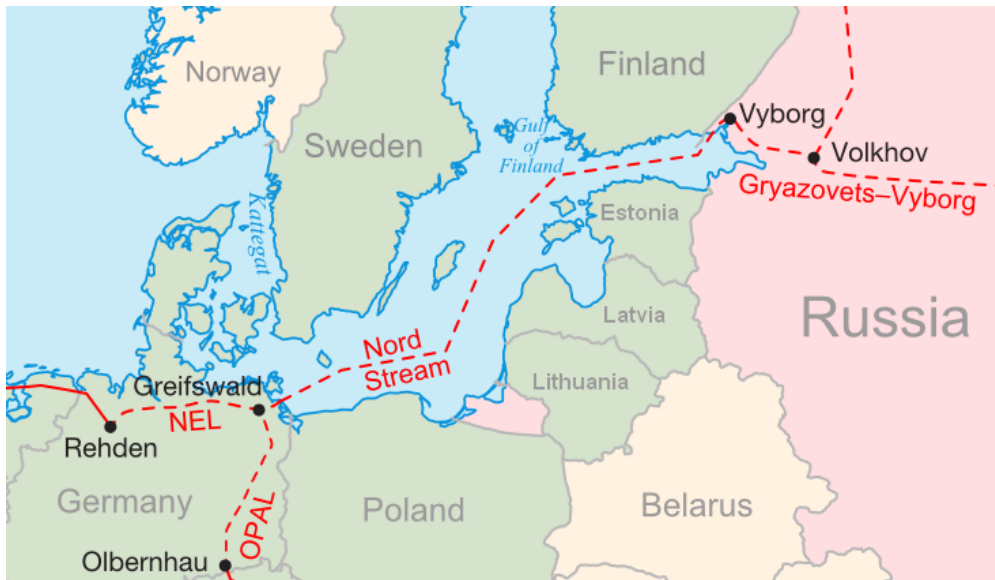 Norway
Finland
Sweden
Gulf
of
Finland
Vyborg
Volkhov
Gryazovets–Vyborg
Kattegat
Estonia
Latvia
Russia
Nord
Stream
Lithuania
Greifswald
NEL
Rehden
Germany
OPAL
Poland
Belarus
Olbernhau